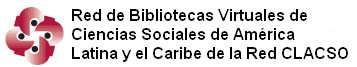 Red de Bibliotecas Virtuales de
Ciencias Sociales de América
Latina y el Caribe de la Red CLACSO